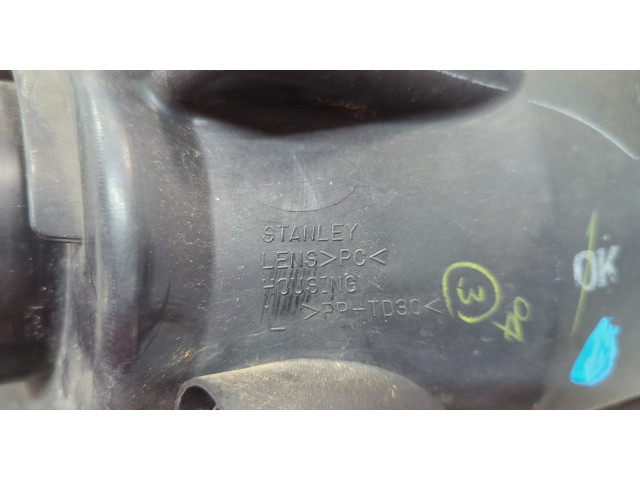 STANLEY
LENS>PC<
HOUSING
>PP-TD30<
L
3
OK